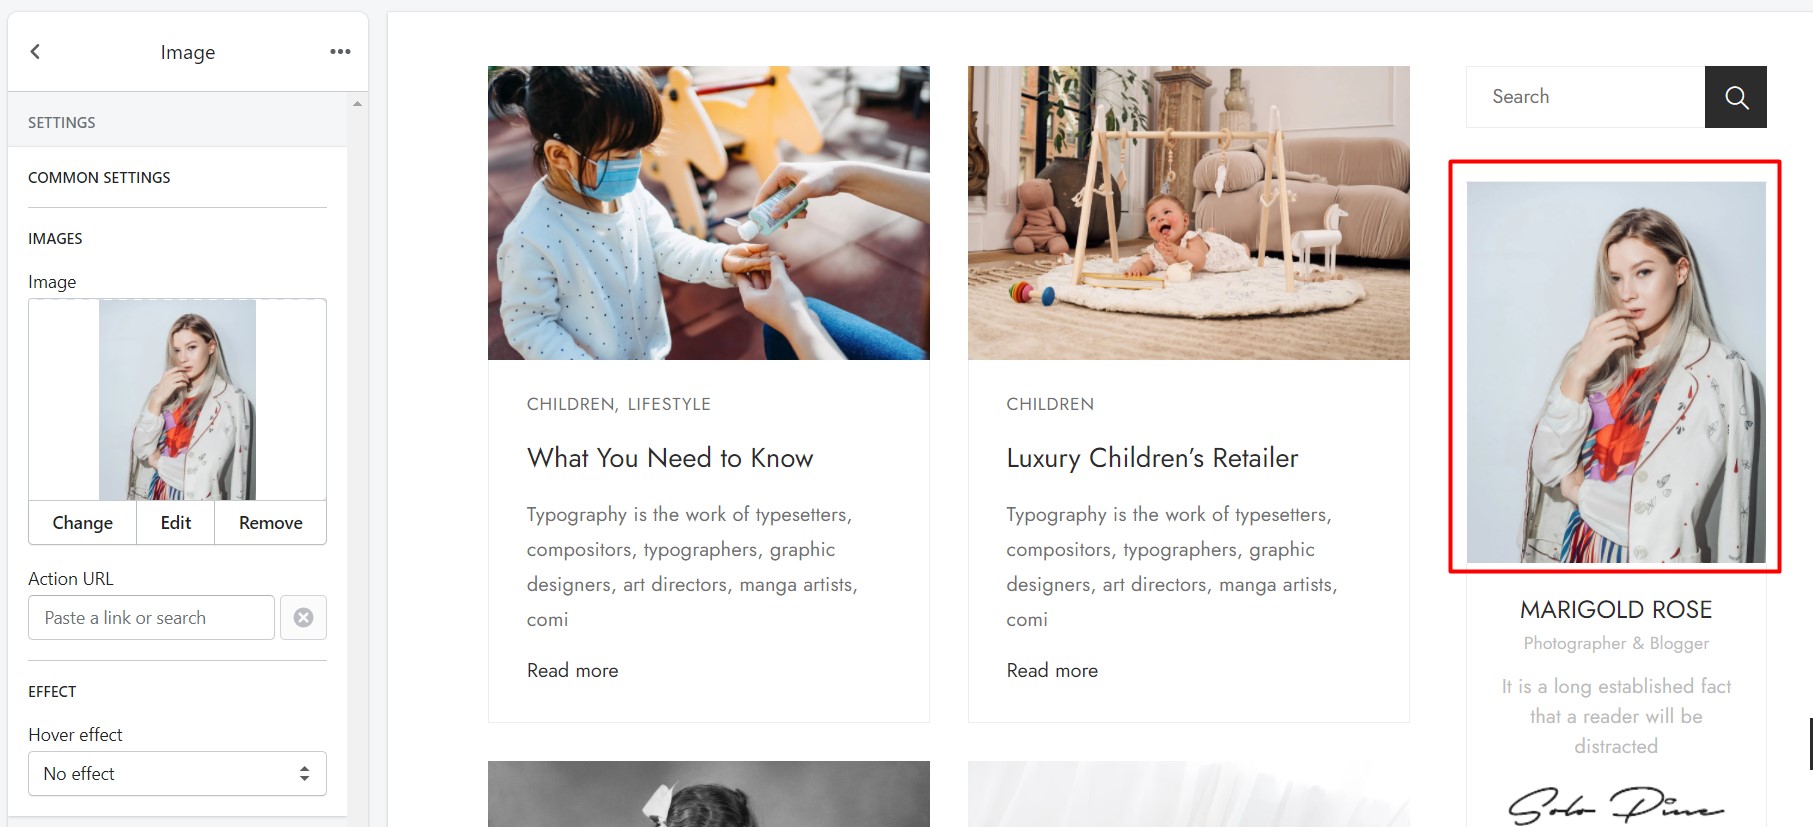 Image
SETTINGS
COMMON SETTINGS
IMAGES
Image
Change
Edit
Remove
Action URL
Paste a link or search
EFFECT
Hover effect
No effect
CHILDREN, LIFESTYLE
What You Need to Know
Typography is the work of typesetters,
compositors, typographers, graphic
designers, art directors, manga artists,
comi
Read more
CHILDREN
Luxury Children’s Retailer
Typography is the work of typesetters,
compositors, typographers, graphic
designers, art directors, manga artists,
comi
Read more
Search
MARIGOLD ROSE
Photographer & Blogger
It is a long established fact
that a reader will be
distracted
Solo Pine